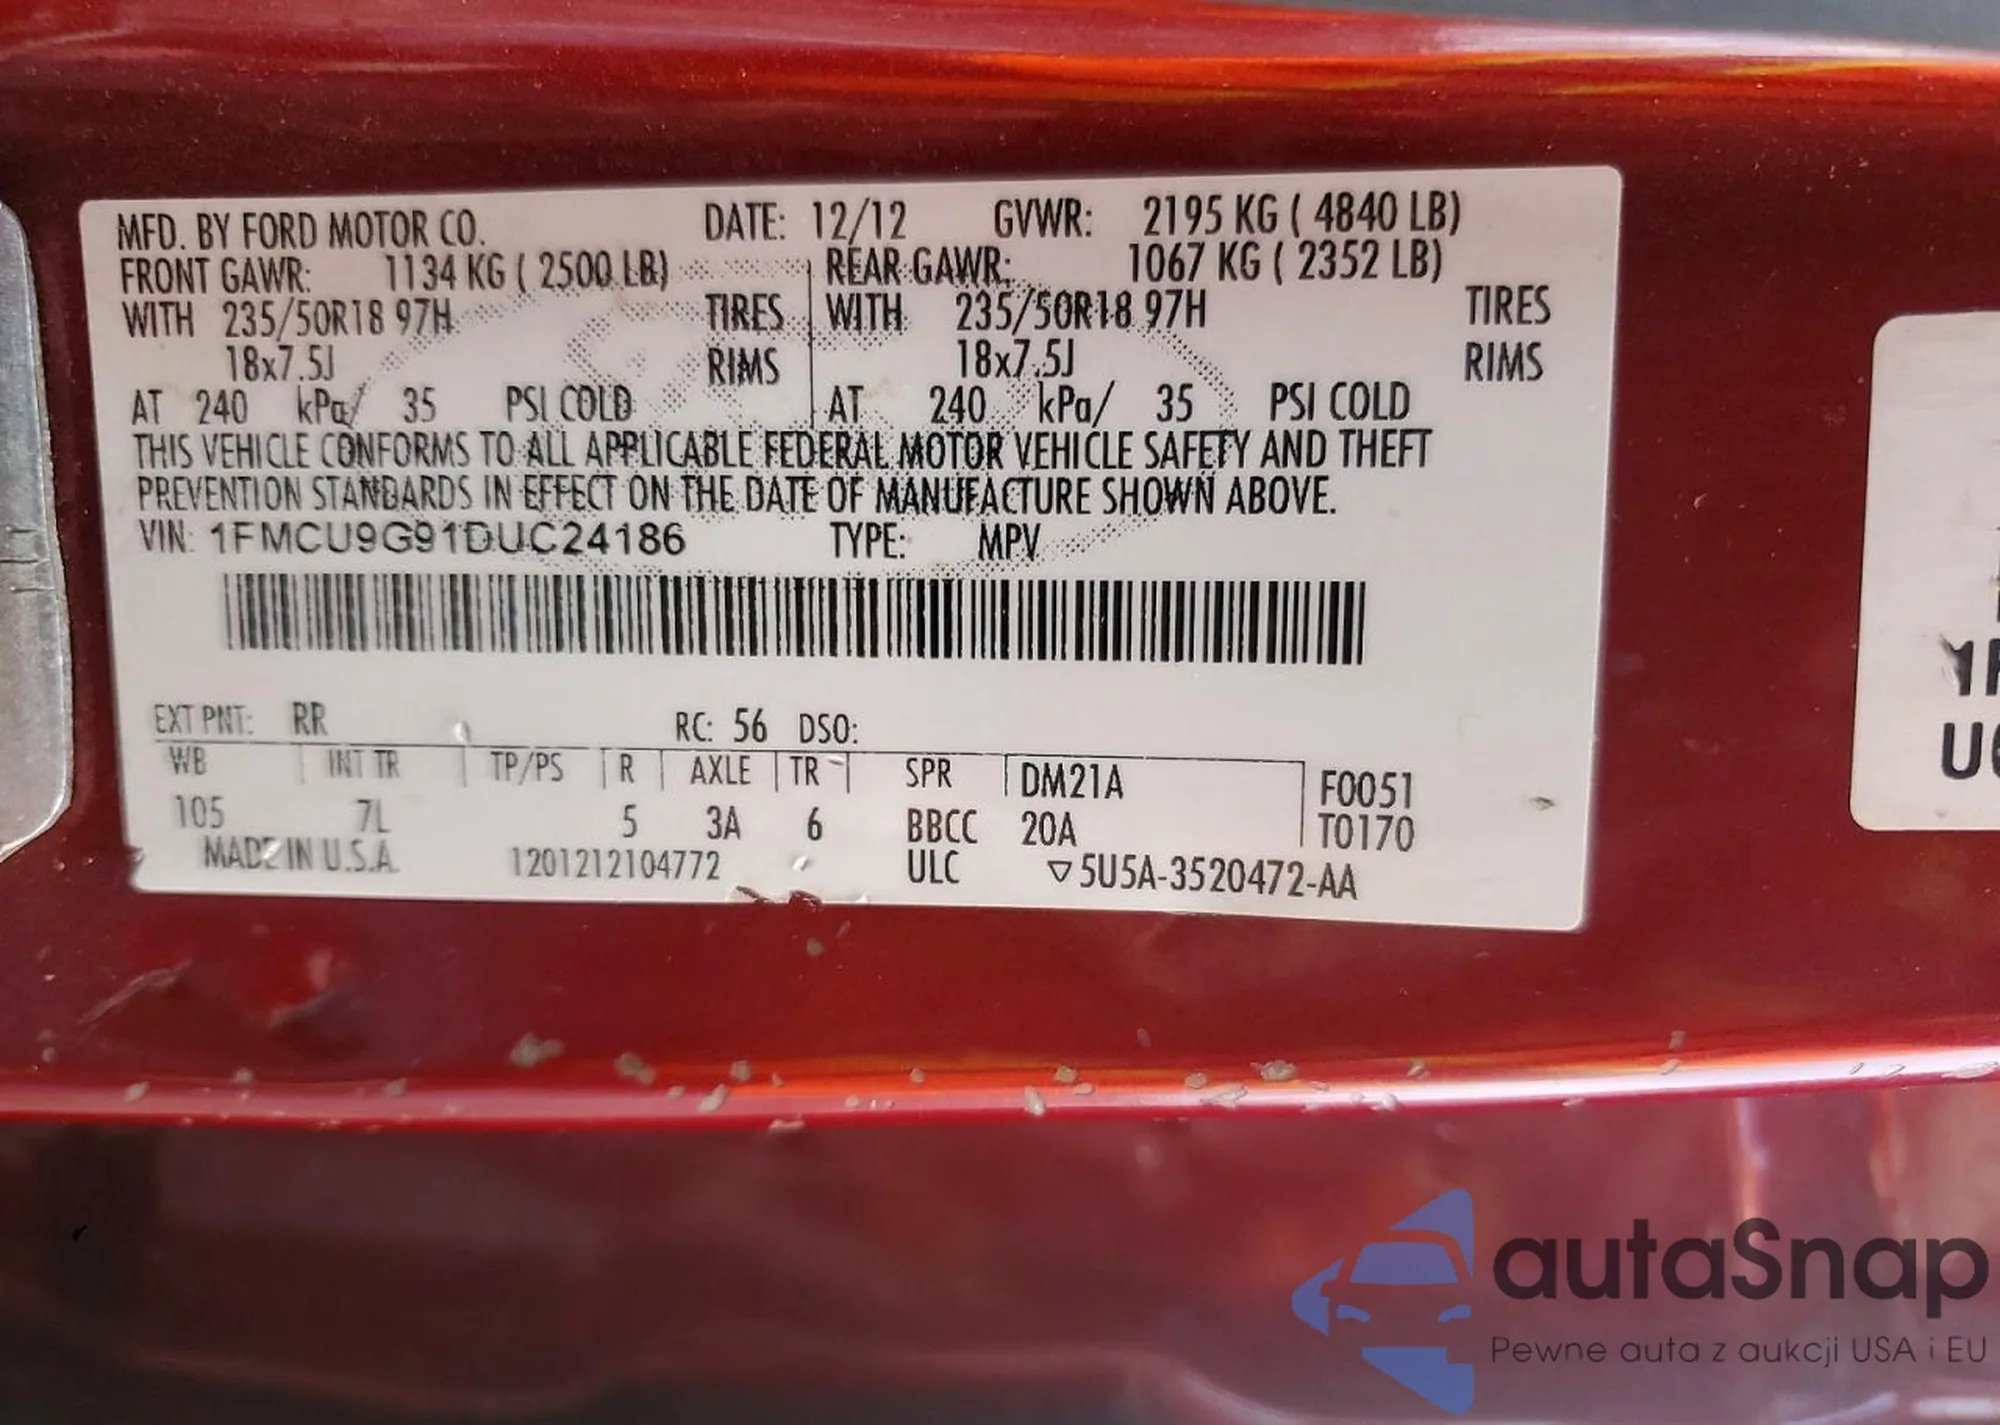 MFD. BY FORD MOTOR CO. DATE: 12/12 GVWR: 2195 KG ( 4840 LB)
FRONT GAWR: 1134 KG ( 2500 LB) REAR GAWR: 1067 KG ( 2352 LB)
WITH 235/50R18 97H TIRES WITH 235/50R18 97H TIRES
18x7.5J RIMS 18x7.5J RIMS
AT 240 kPa/ 35 PSI COLD AT 240 kPa/ 35 PSI COLD
THIS VEHICLE CONFORMS TO ALL APPLICABLE FEDERAL MOTOR VEHICLE SAFETY AND THEFT
PREVENTION STANDARDS IN EFFECT ON THE DATE OF MANUFACTURE SHOWN ABOVE.
VIN: 1FMCU9G91DUC24186 TYPE: MPV
EXT PNT: RR RC: 56 DSO:
WB INT TR TP/PS R AXLE TR SPR DM21A F0051
105 7L 5 3A 6 BBCC 20A T0170
MADE IN U.S.A. 1201212104772 ULC ▽5U5A-3520472-AA
autaSnap
Pewne auta z aukcji USA i EU